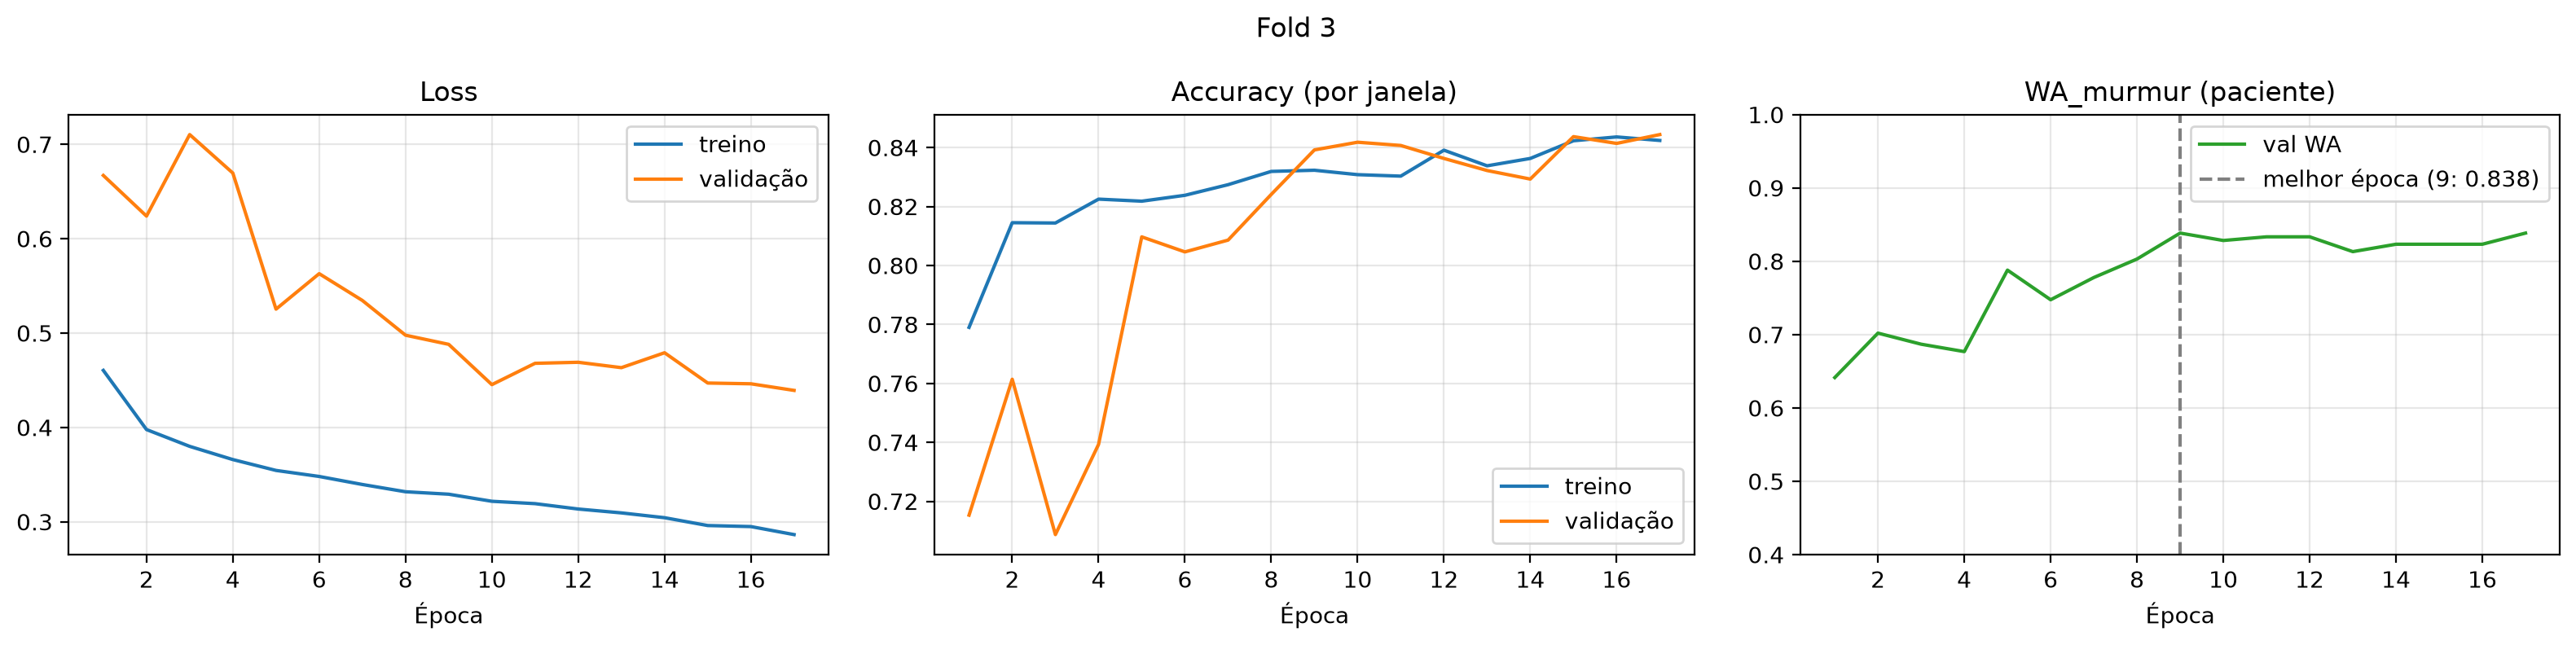 Fold 3
Loss
0.7
0.6
0.5
0.4
0.3
treino
validação
2 4 6 8 10 12 14 16
Época
Accuracy (por janela)
0.84
0.82
0.80
0.78
0.76
0.74
0.72
treino
validação
2 4 6 8 10 12 14 16
Época
WA_murmur (paciente)
1.0
0.9
0.8
0.7
0.6
0.5
0.4
val WA
melhor época (9: 0.838)
2 4 6 8 10 12 14 16
Época